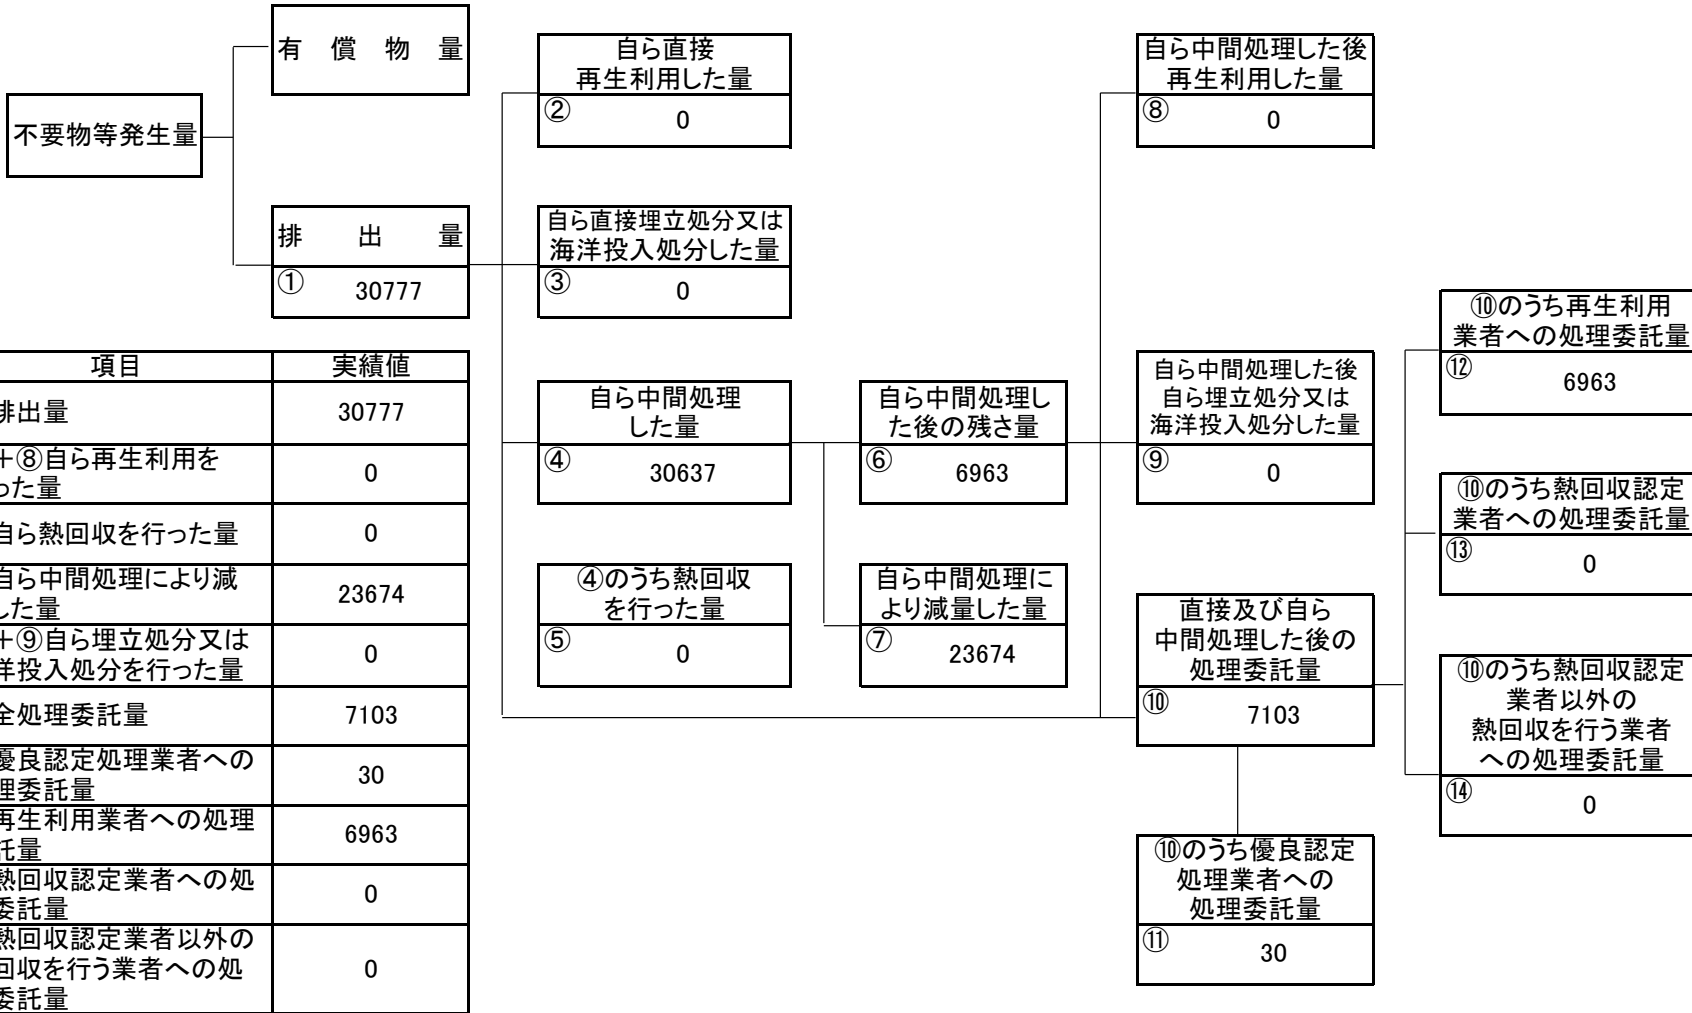 有 償 物 量
不要物等発生量
排 出 量
① 30777
自ら直接
再生利用した量
② 0
自ら直接埋立処分又は
海洋投入処分した量
③ 0
自ら中間処理
した量
④ 30637
④のうち熱回収
を行った量
⑤ 0
自ら中間処理し
た後の残さ量
⑥ 6963
自ら中間処理に
より減量した量
⑦ 23674
自ら中間処理した後
再生利用した量
⑧ 0
自ら中間処理した後
自ら埋立処分又は
海洋投入処分した量
⑨ 0
直接及び自ら
中間処理した後の
処理委託量
⑩ 7103
⑩のうち優良認定
処理業者への
処理委託量
⑪ 30
⑩のうち再生利用
業者への処理委託量
⑫ 6963
⑩のうち熱回収認定
業者への処理委託量
⑬ 0
⑩のうち熱回収認定
業者以外の
熱回収を行う業者
への処理委託量
⑭ 0
項目 実績値
排出量 30777
+⑧自ら再生利用を
った量 0
自ら熱回収を行った量 0
自ら中間処理により減
した量 23674
+⑨自ら埋立処分又は
洋投入処分を行った量 0
全処理委託量 7103
優良認定処理業者への
理委託量 30
再生利用業者への処理
託量 6963
熱回収認定業者への処
委託量 0
熱回収認定業者以外の
回収を行う業者への処
委託量 0